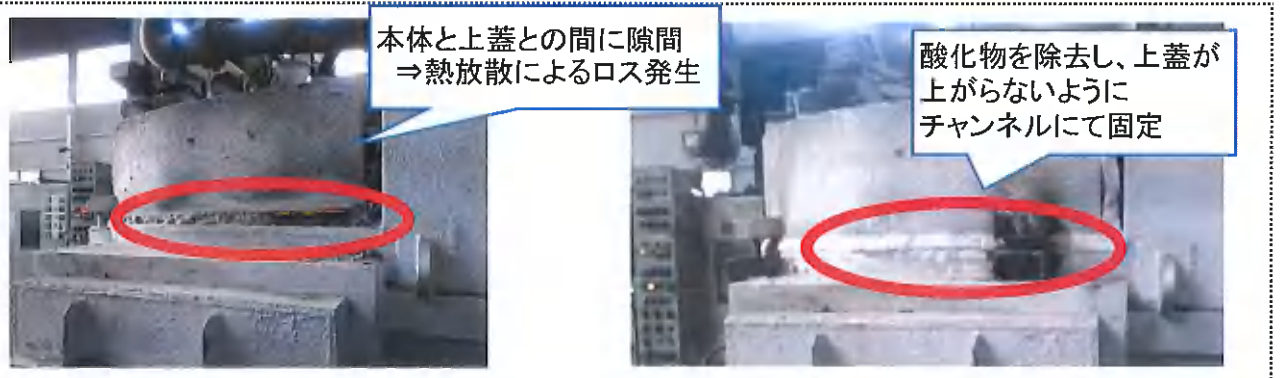 本体と上蓋との間に隙間
⇒熱放散によるロス発生
酸化物を除去し、上蓋が
上がらないように
チャンネルにて固定